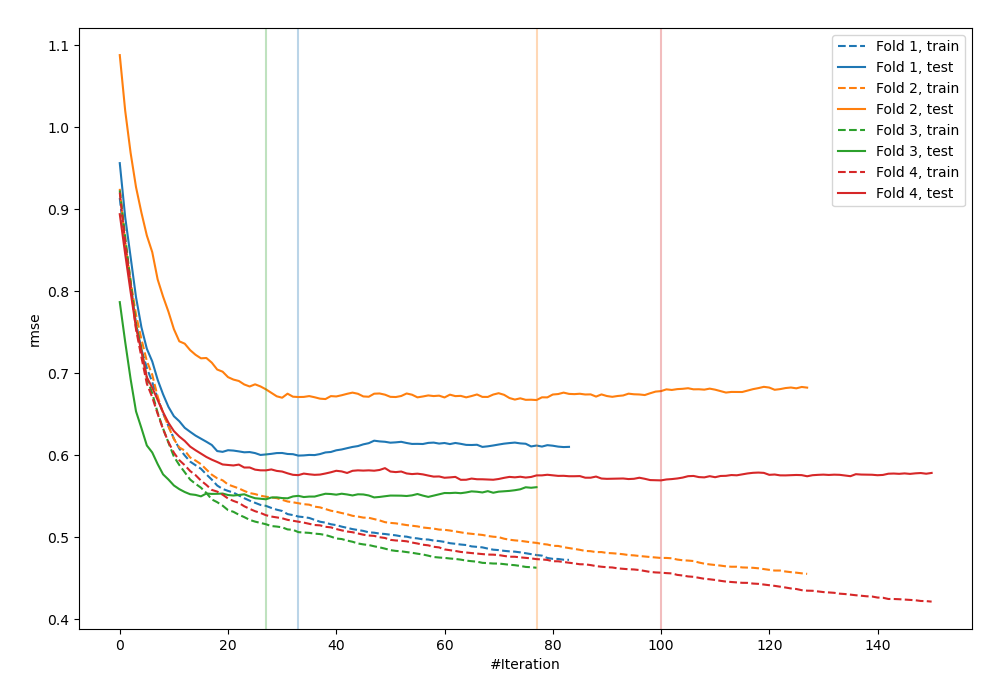 1.1
1.0
0.9
0.8
0.7
0.6
0.5
0.4
rmse
0
20
40
60
80
100
120
140
#Iteration
Fold 1, train
Fold 1, test
Fold 2, train
Fold 2, test
Fold 3, train
Fold 3, test
Fold 4, train
Fold 4, test